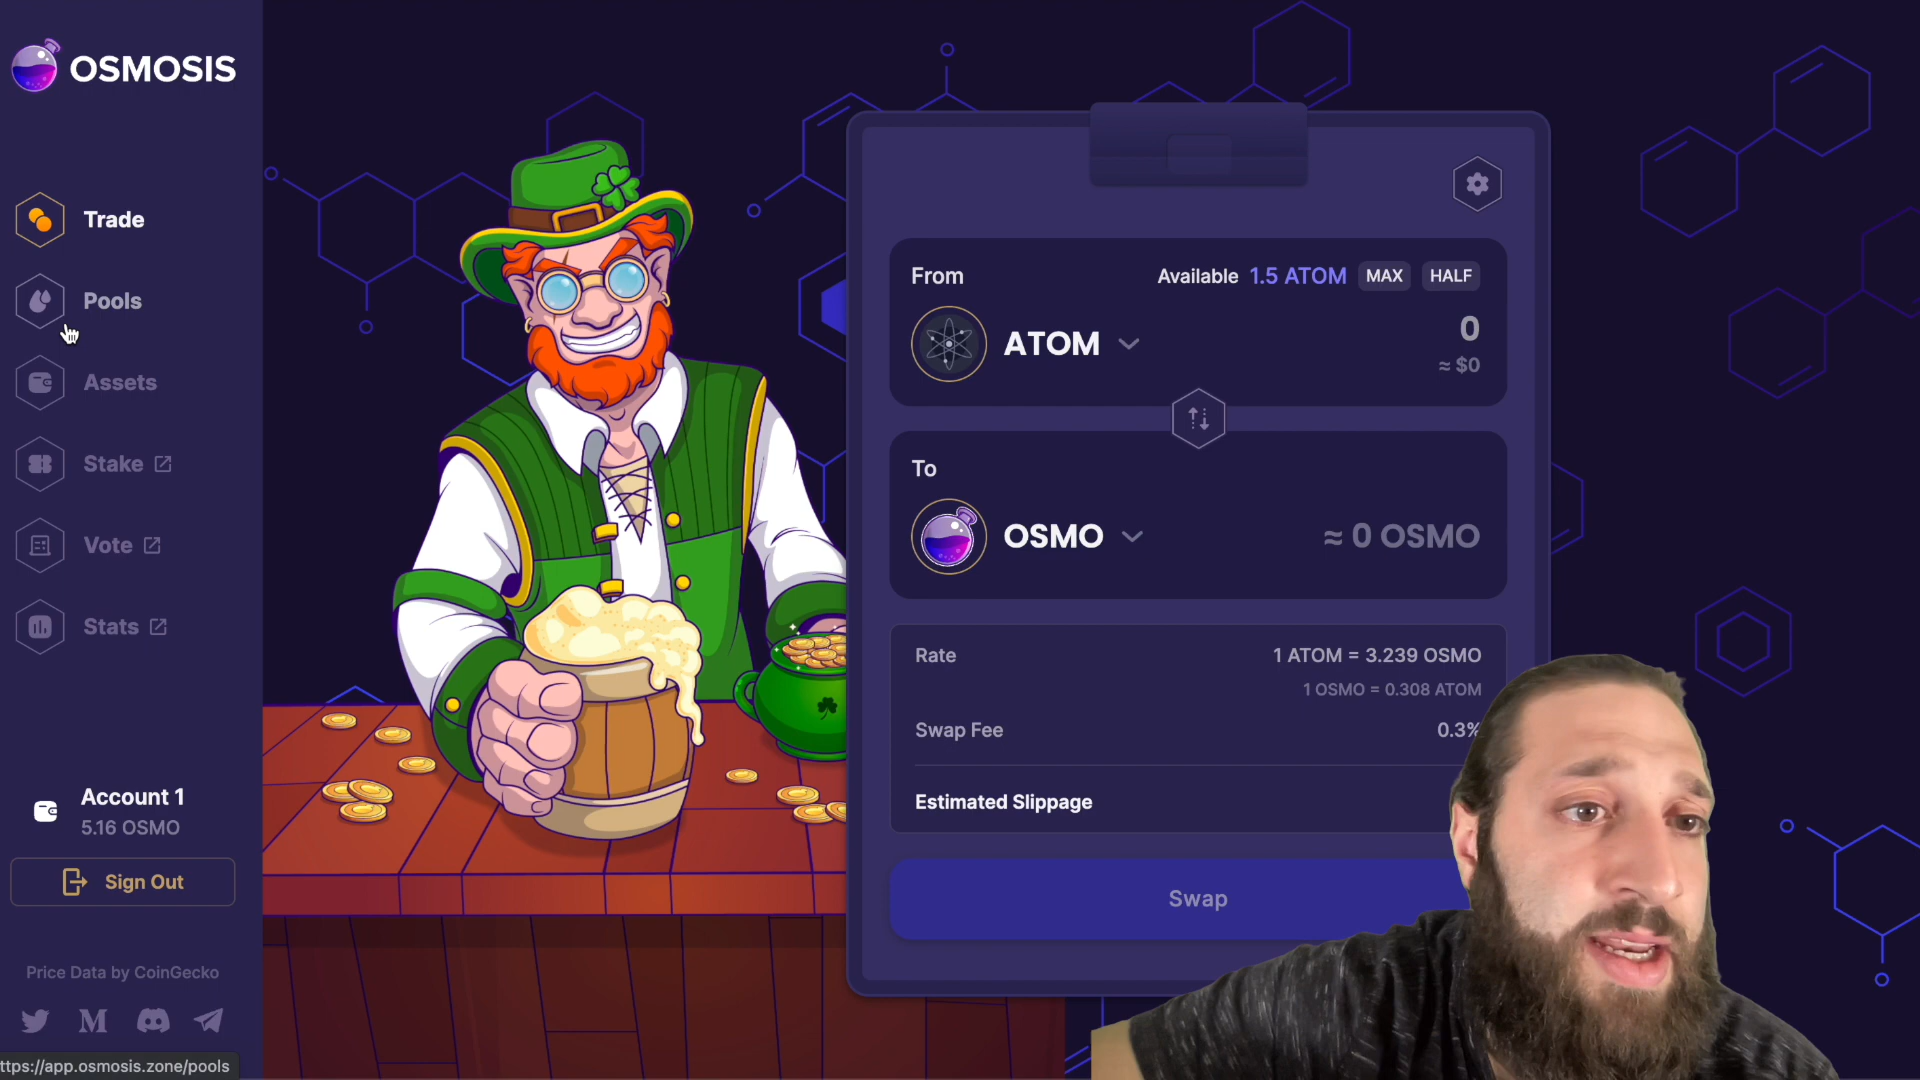 OSMOSIS
Trade
Pools
Assets
Stake
Vote
Stats
Account 1
5.16 OSMO
Sign Out
Price Data by CoinGecko
ttps://app.osmosis.zone/pools
From
Available 1.5 ATOM MAX HALF
ATOM
0
≈ $0
To
OSMO
≈ 0 OSMO
Rate
1 ATOM = 3.239 OSMO
1 OSMO = 0.308 ATOM
Swap Fee
0.3%
Estimated Slippage
Swap